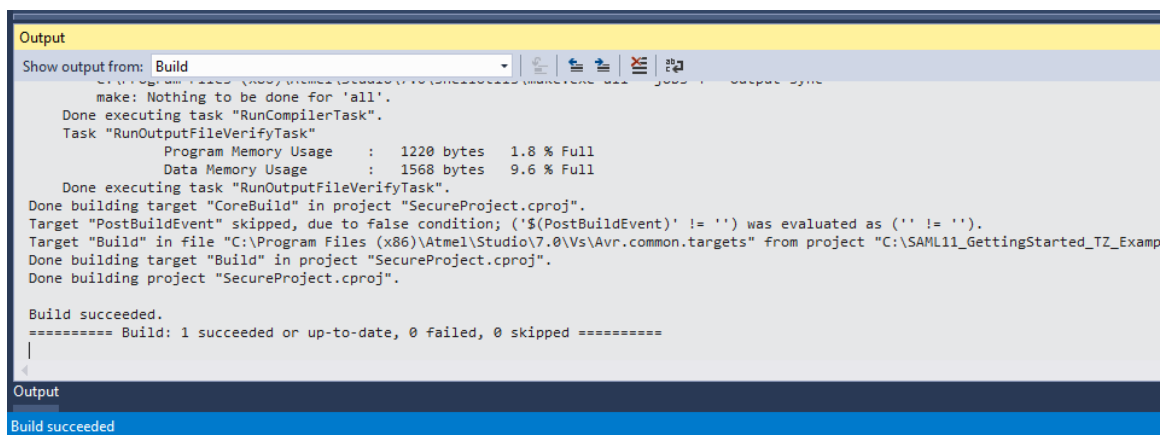 Output
Show output from: Build
make: Nothing to be done for 'all'.
Done executing task "RunCompilerTask".
Task "RunOutputFileVerifyTask"
Program Memory Usage : 1220 bytes 1.8 % Full
Data Memory Usage : 1568 bytes 9.6 % Full
Done executing task "RunOutputFileVerifyTask".
Done building target "CoreBuild" in project "SecureProject.cproj".
Target "PostBuildEvent" skipped, due to false condition; ('$(PostBuildEvent)' != '') was evaluated as ('' != '').
Target "Build" in file "C:\Program Files (x86)\Atmel\Studio\7.0\Vs\Avr.common.targets" from project "C:\SAML11_GettingStarted_TZ_Examp
Done building target "Build" in project "SecureProject.cproj".
Done building project "SecureProject.cproj".
Build succeeded.
========== Build: 1 succeeded or up-to-date, 0 failed, 0 skipped ==========
Output
Build succeeded